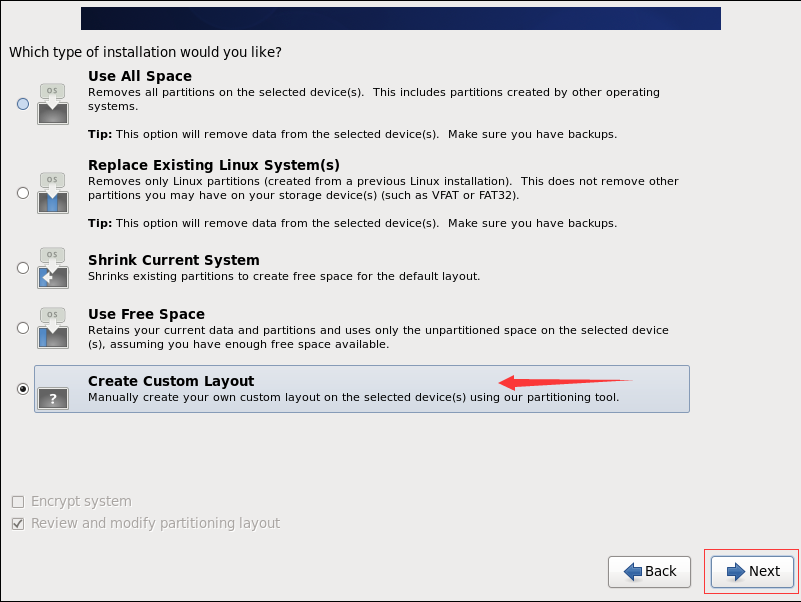 Which type of installation would you like?
Use All Space
Removes all partitions on the selected device(s).  This includes partitions created by other operating
systems.
Tip: This option will remove data from the selected device(s).  Make sure you have backups.
OS
Replace Existing Linux System(s)
Removes only Linux partitions (created from a previous Linux installation).  This does not remove other
partitions you may have on your storage device(s) (such as VFAT or FAT32).
Tip: This option will remove data from the selected device(s).  Make sure you have backups.
OS
Shrink Current System
Shrinks existing partitions to create free space for the default layout.
OS
Use Free Space
Retains your current data and partitions and uses only the unpartitioned space on the selected device
(s), assuming you have enough free space available.
OS
Create Custom Layout
Manually create your own custom layout on the selected device(s) using our partitioning tool.
?
Encrypt system
Review and modify partitioning layout
Back
Next